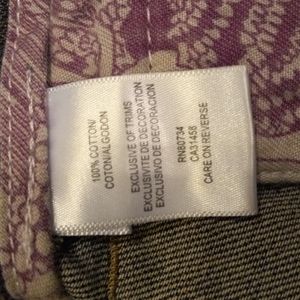 100% COTTON/
COTON/ALGODON
EXCLUSIVE OF TRIMS
EXCLUSIVITE DE DECORATION
EXCLUSIVO DE DECORACION
RN80734
CA31458
CARE ON REVERSE